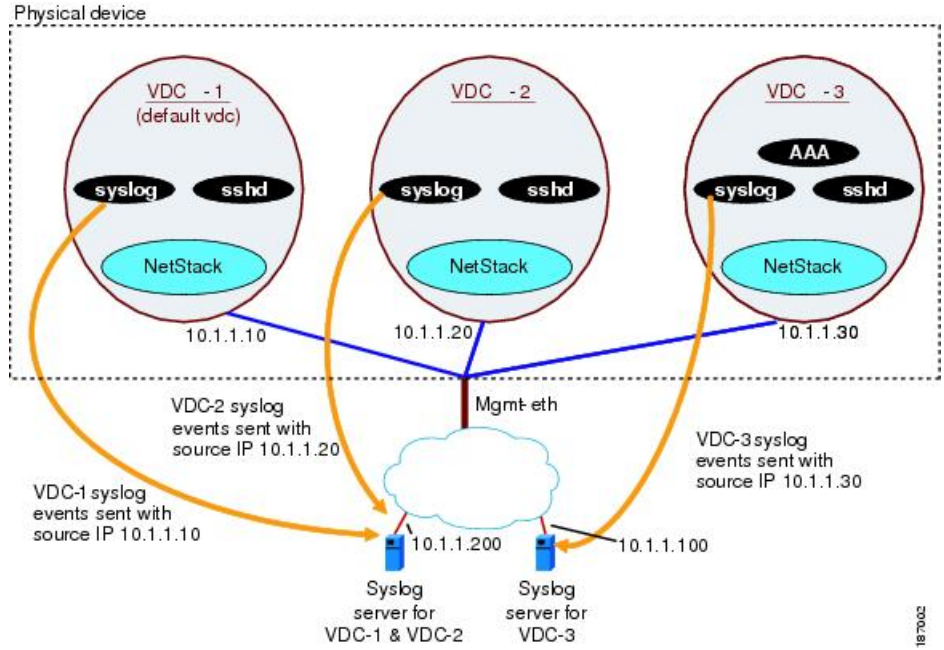 Physical device
VDC - 1
(default vdc)
VDC - 2
VDC - 3
AAA
syslog
sshd
syslog
sshd
syslog
sshd
NetStack
NetStack
NetStack
10.1.1.10
10.1.1.20
10.1.1.30
Mgmt-eth
VDC-2 syslog
events sent with
source IP 10.1.1.20
VDC-3 syslog
events sent with
source IP 10.1.1.30
VDC-1 syslog
events sent with
source IP 10.1.1.10
10.1.1.200
10.1.1.100
Syslog
server for
VDC-1 & VDC-2
Syslog
server for
VDC-3
187002